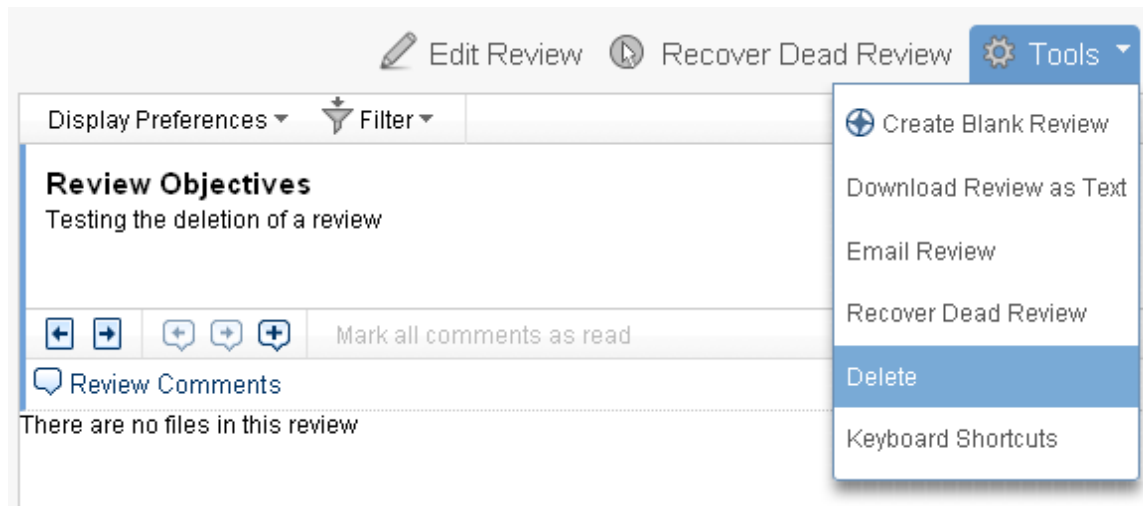 Edit Review Recover Dead Review Tools
Display Preferences Filter
Create Blank Review
Review Objectives
Testing the deletion of a review
Download Review as Text
Email Review
Recover Dead Review
Mark all comments as read
Delete
Review Comments
There are no files in this review
Keyboard Shortcuts